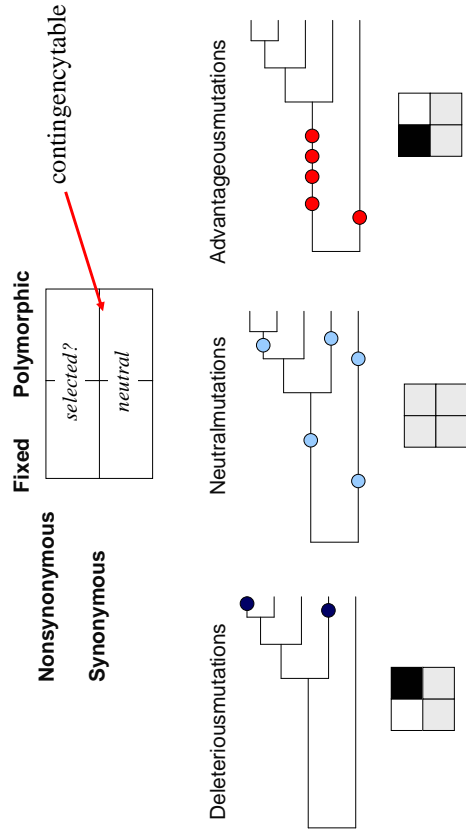 Fixed Polymorphic
contingencytable
Nonsynonymous
selected?
Synonymous
neutral
Deleteriousmutations
Neutralmutations
Advantageousmutations